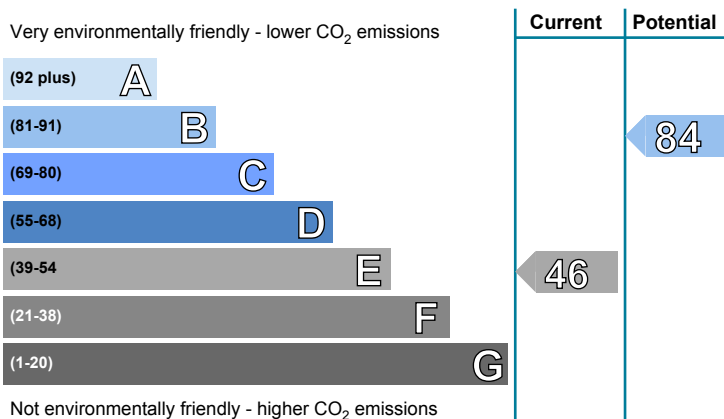 Current Potential
Very environmentally friendly - lower CO2 emissions
(92 plus) A
(81-91) B
84
(69-80) C
(55-68) D
(39-54 E
46
(21-38) F
(1-20) G
Not environmentally friendly - higher CO2 emissions